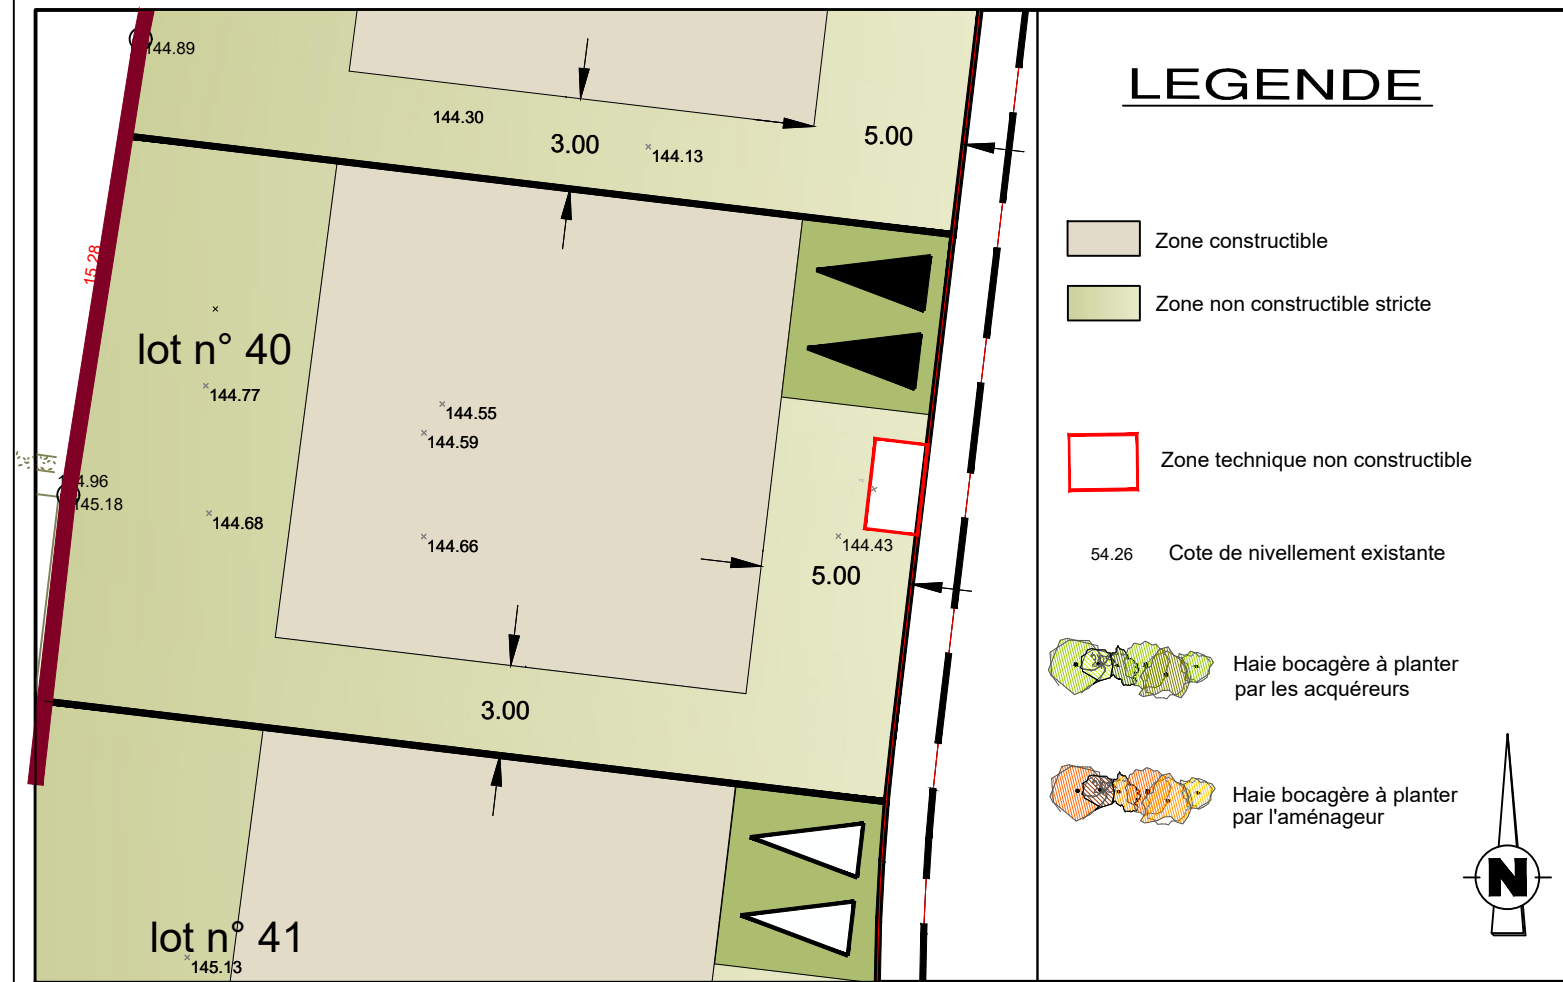 144.89
144.30
3.00
144.13
5.00
15.28
lot n° 40
144.77
144.55
144.59
4.96
145.18
144.68
144.66
144.43
5.00
3.00
lot n° 41
145.13
LEGENDE
Zone constructible
Zone non constructible stricte
Zone technique non constructible
54.26 Cote de nivellement existante
Haie bocagère à planter
par les acquéreurs
Haie bocagère à planter
par l'aménageur
N